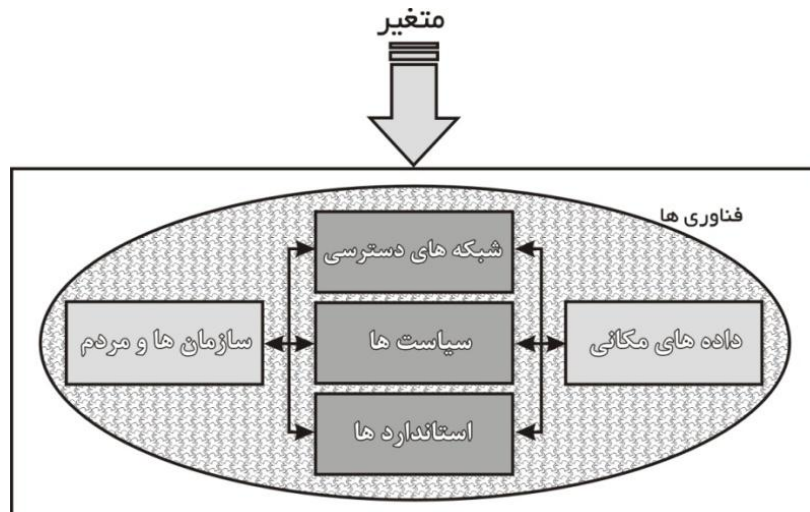 متغیر
فناوری ها
شبکه های دسترسی
داده های مکانی
سیاست ها
سازمان ها و مردم
استاندارد ها